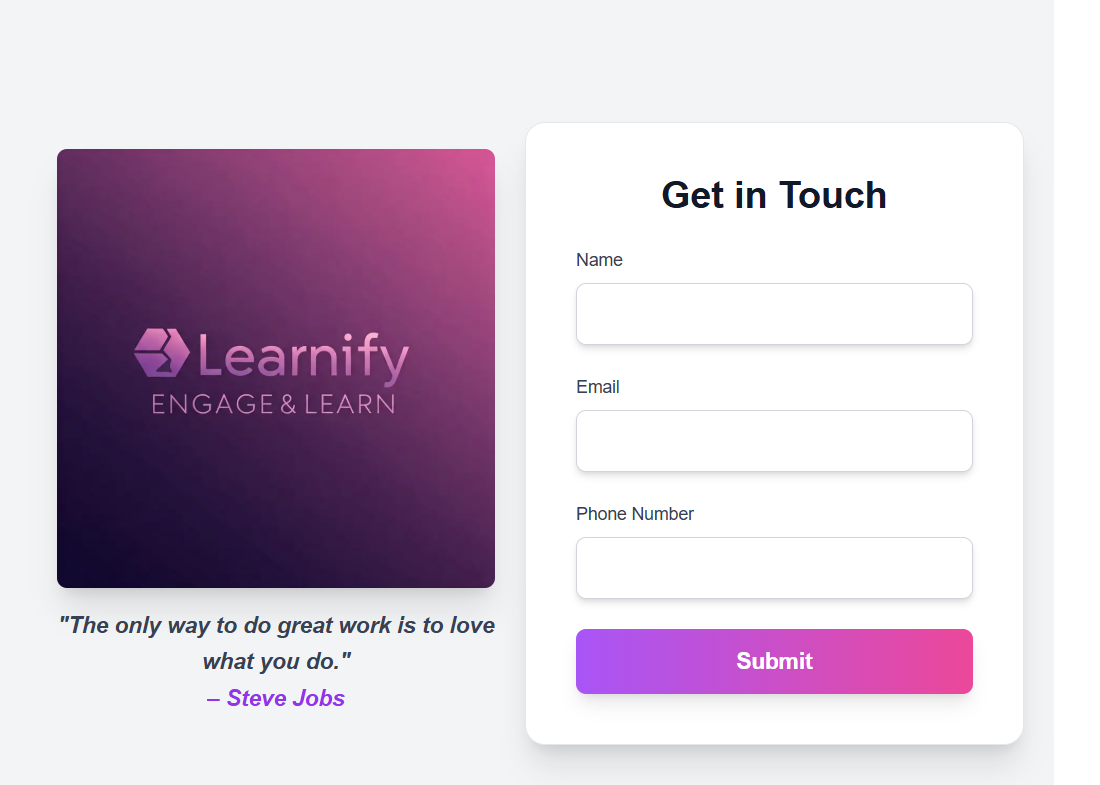 Learnify
ENGAGE & LEARN
"The only way to do great work is to love
what you do."
– Steve Jobs
Get in Touch
Name
Email
Phone Number
Submit